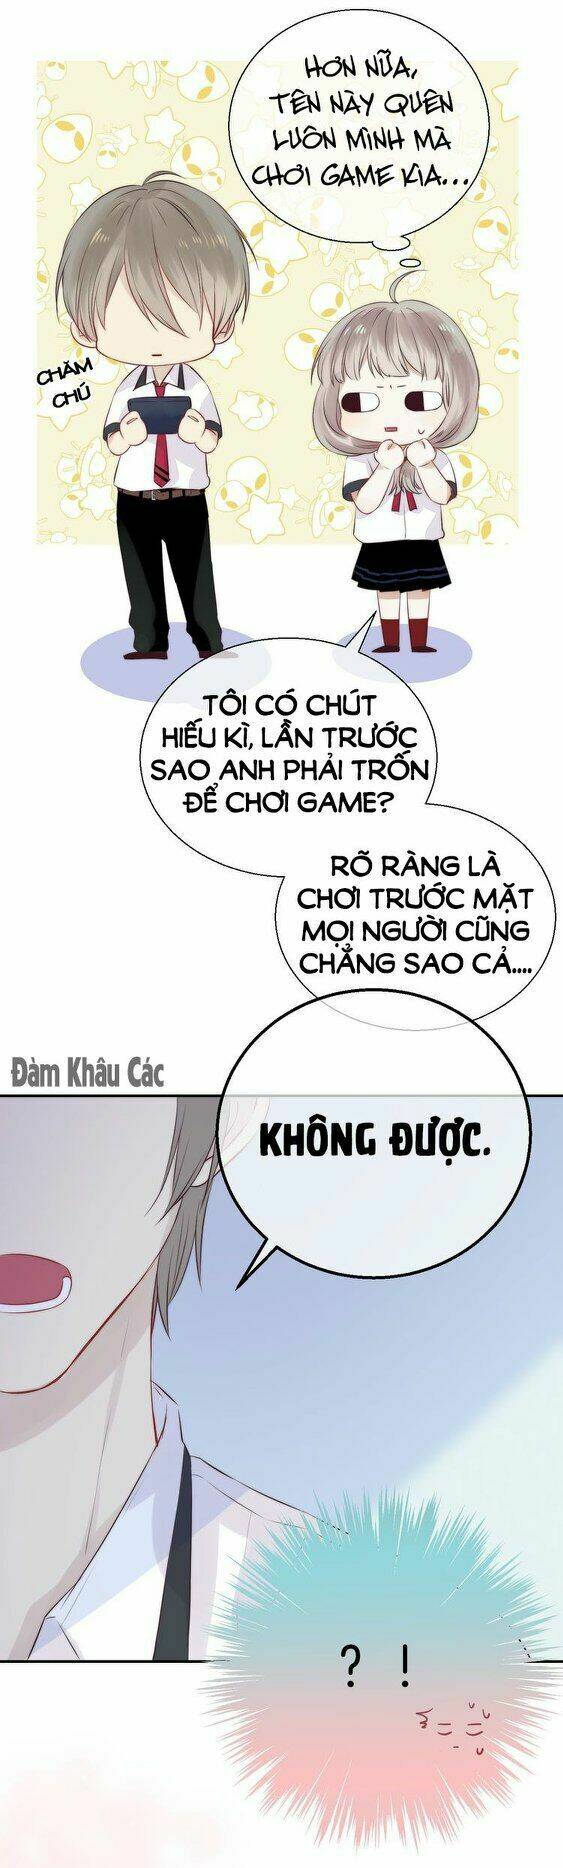 HƠN NỮA,
TÊN NÀY QUÊN
LUÔN MÌNH MÀ
CHƠI GAME KÌA...
CHĂM
CHÚ
TÔI CÓ CHÚT
HIẾU KÌ, LẦN TRƯỚC
SAO ANH PHẢI TRỐN
ĐỂ CHƠI GAME?
RÕ RÀNG LÀ
CHƠI TRƯỚC MẶT
MỌI NGƯỜI CŨNG
CHẲNG SAO CẢ....
Đàm Khâu Các
KHÔNG ĐƯỢC.
? !